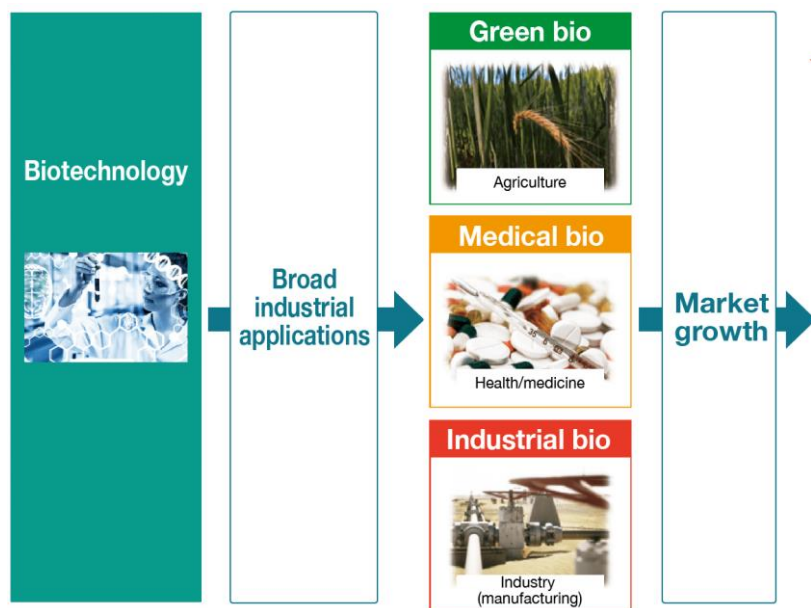 Biotechnology
Broad
industrial
applications
Green bio
Agriculture
Medical bio
Health/medicine
Industrial bio
Industry
(manufacturing)
Market
growth